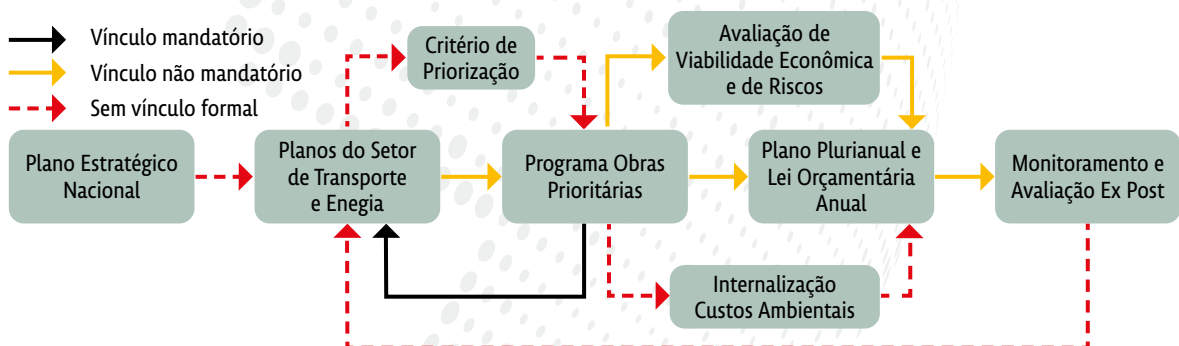 Vínculo mandatório
Vínculo não mandatório
Sem vínculo formal
Critério de
Priorização
Avaliação de
Viabilidade Econômica
e de Riscos
Plano Estratégico
Nacional
Planos do Setor
de Transporte
e Enegia
Programa Obras
Prioritárias
Plano Plurianual e
Lei Orçamentária
Anual
Monitoramento e
Avaliação Ex Post
Internalização
Custos Ambientais